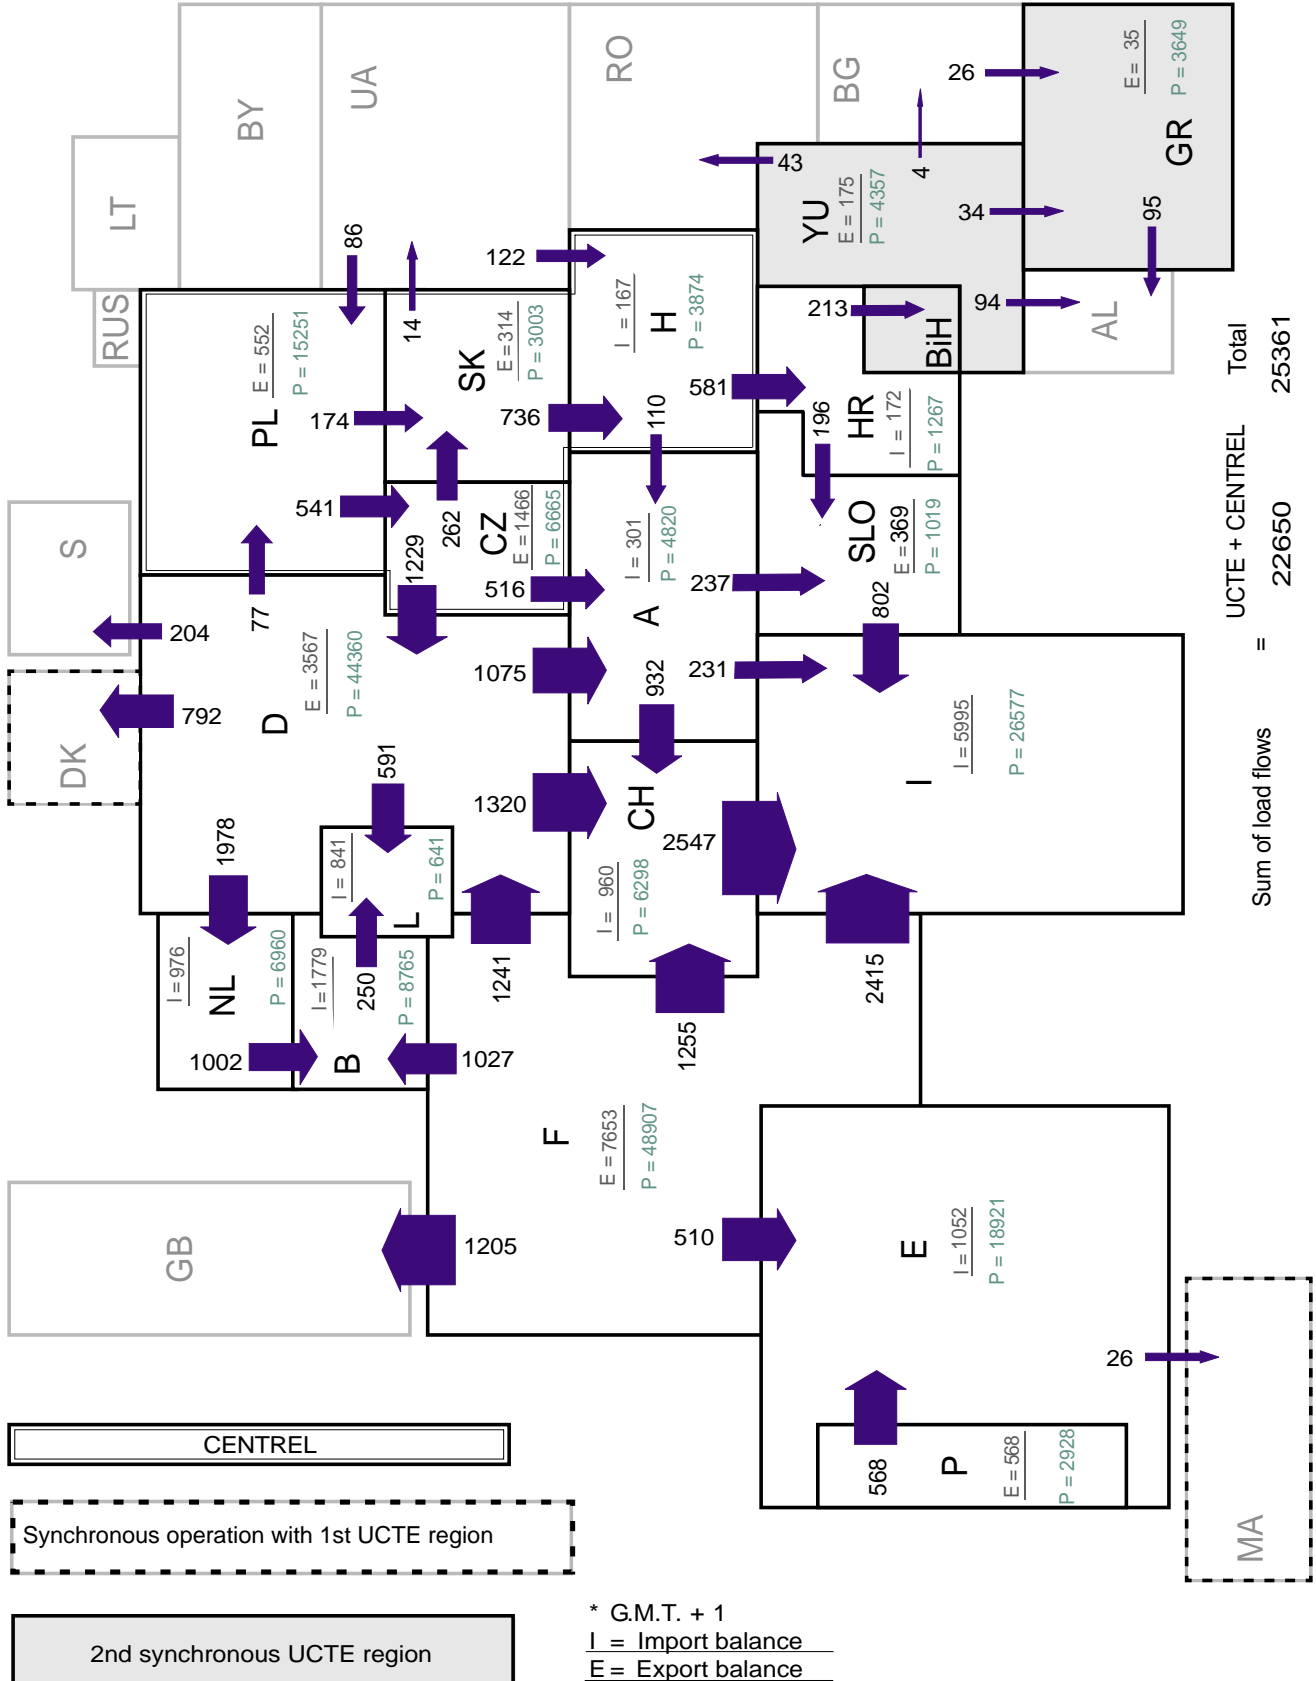 LT
BY
UA
RO
BG
26
E = 35
P = 3649
GR
RUS
86
43
4
YU
E = 175
P = 4357
34
95
14
122
94
AL
213
BiH
PL
E = 552
P = 15251
174
SK
E = 314
P = 3003
736
I = 167
H
P = 3874
110
581
196
HR
I = 172
P = 1267
S
541
262
1229
CZ
E = 1466
P = 6665
516
I = 301
A
P = 4820
237
SLO
E = 369
P = 1019
802
77
204
DK
792
D
E = 3567
P = 44360
1075
231
932
591
1978
1320
CH
I = 960
P = 6298
2547
I
I = 5995
P = 26577
I = 841
L
P = 641
NL
I = 976
P = 6960
I = 1779
250
P = 8765
B
1002
1027
1241
1255
2415
F
E = 7653
P = 48907
GB
1205
510
E
I = 1052
P = 18921
26
568
P
E = 568
P = 2928
MA
Sum of load flows = UCTE + CENTREL Total
22650 25361
CENTREL
Synchronous operation with 1st UCTE region
2nd synchronous UCTE region
* G.M.T. + 1
I = Import balance
E = Export balance